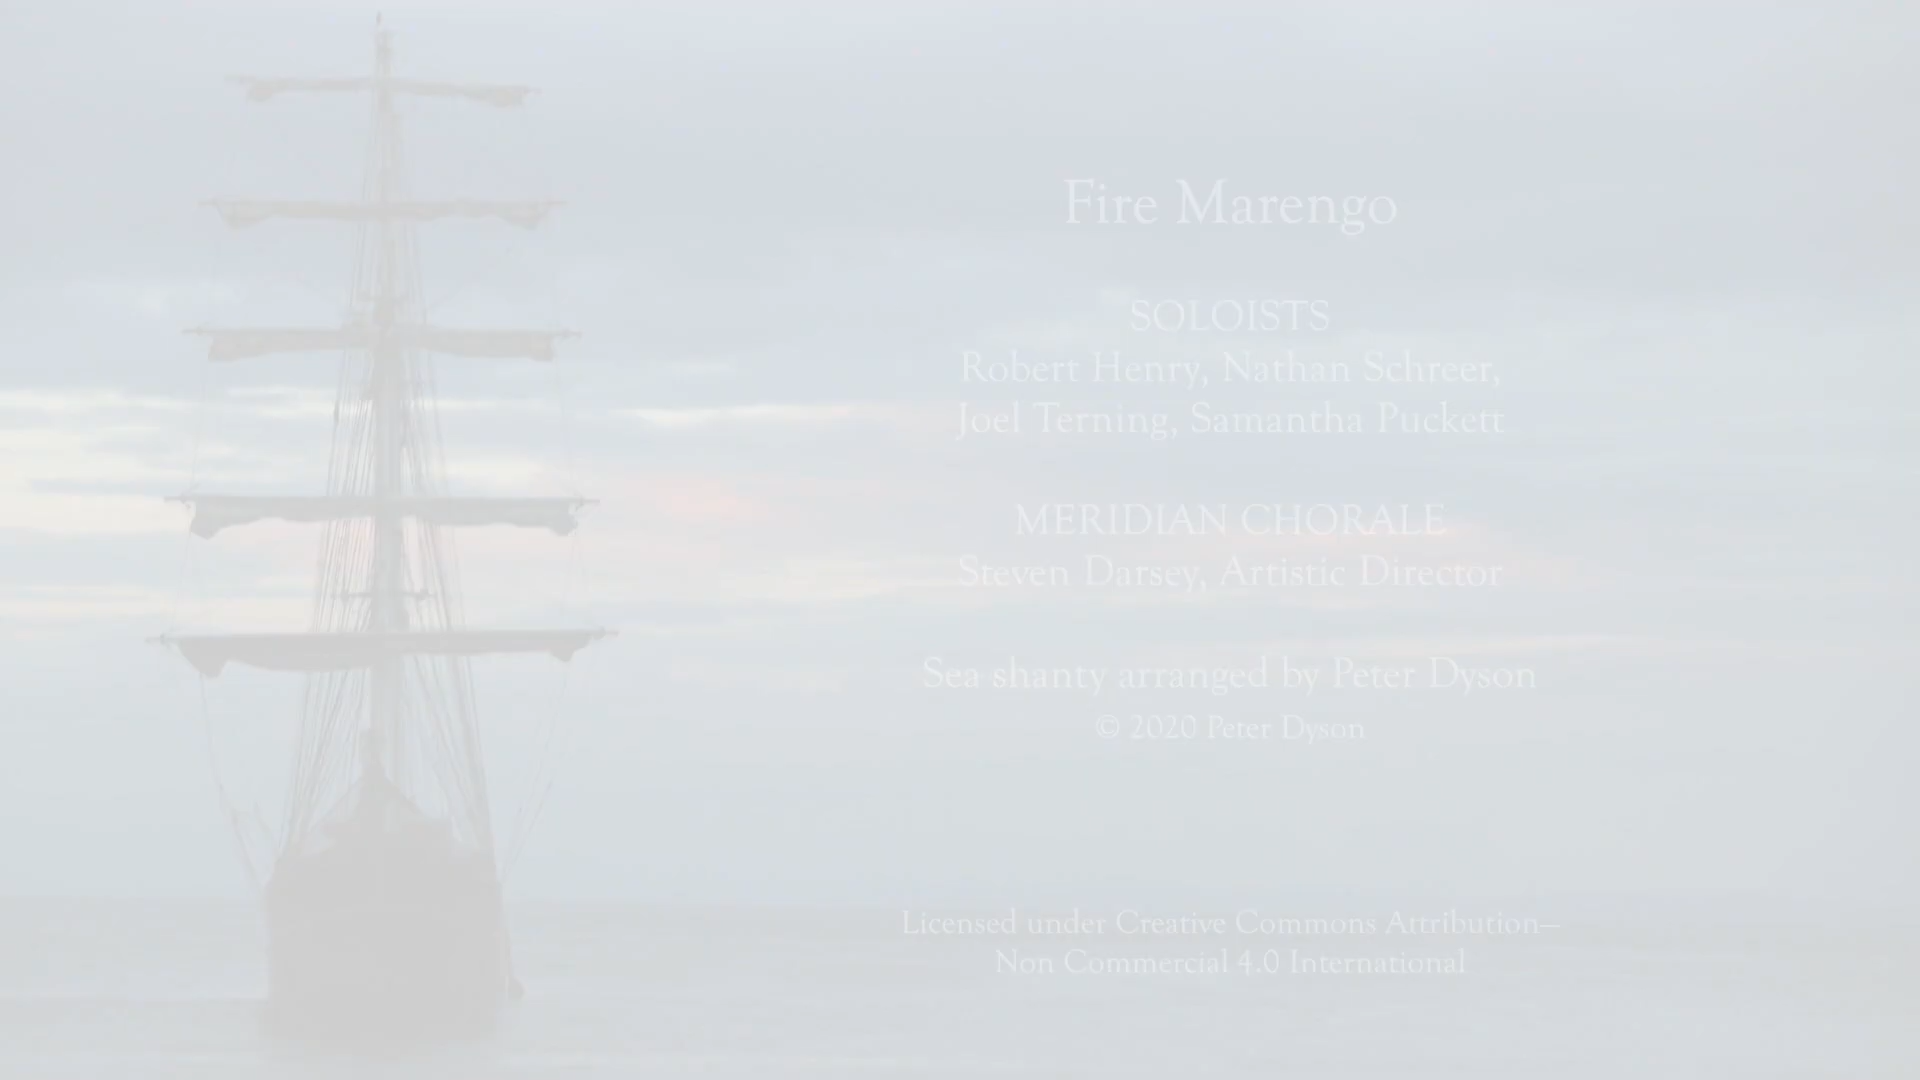 Fire Marengo
SOLOISTS
Robert Henry, Nathan Schreer,
Joel Terning, Samantha Puckett
MERIDIAN CHORALE
Steven Darsey, Artistic Director
Sea shanty arranged by Peter Dyson
© 2020 Peter Dyson
Licensed under Creative Commons Attribution–
Non Commercial 4.0 International